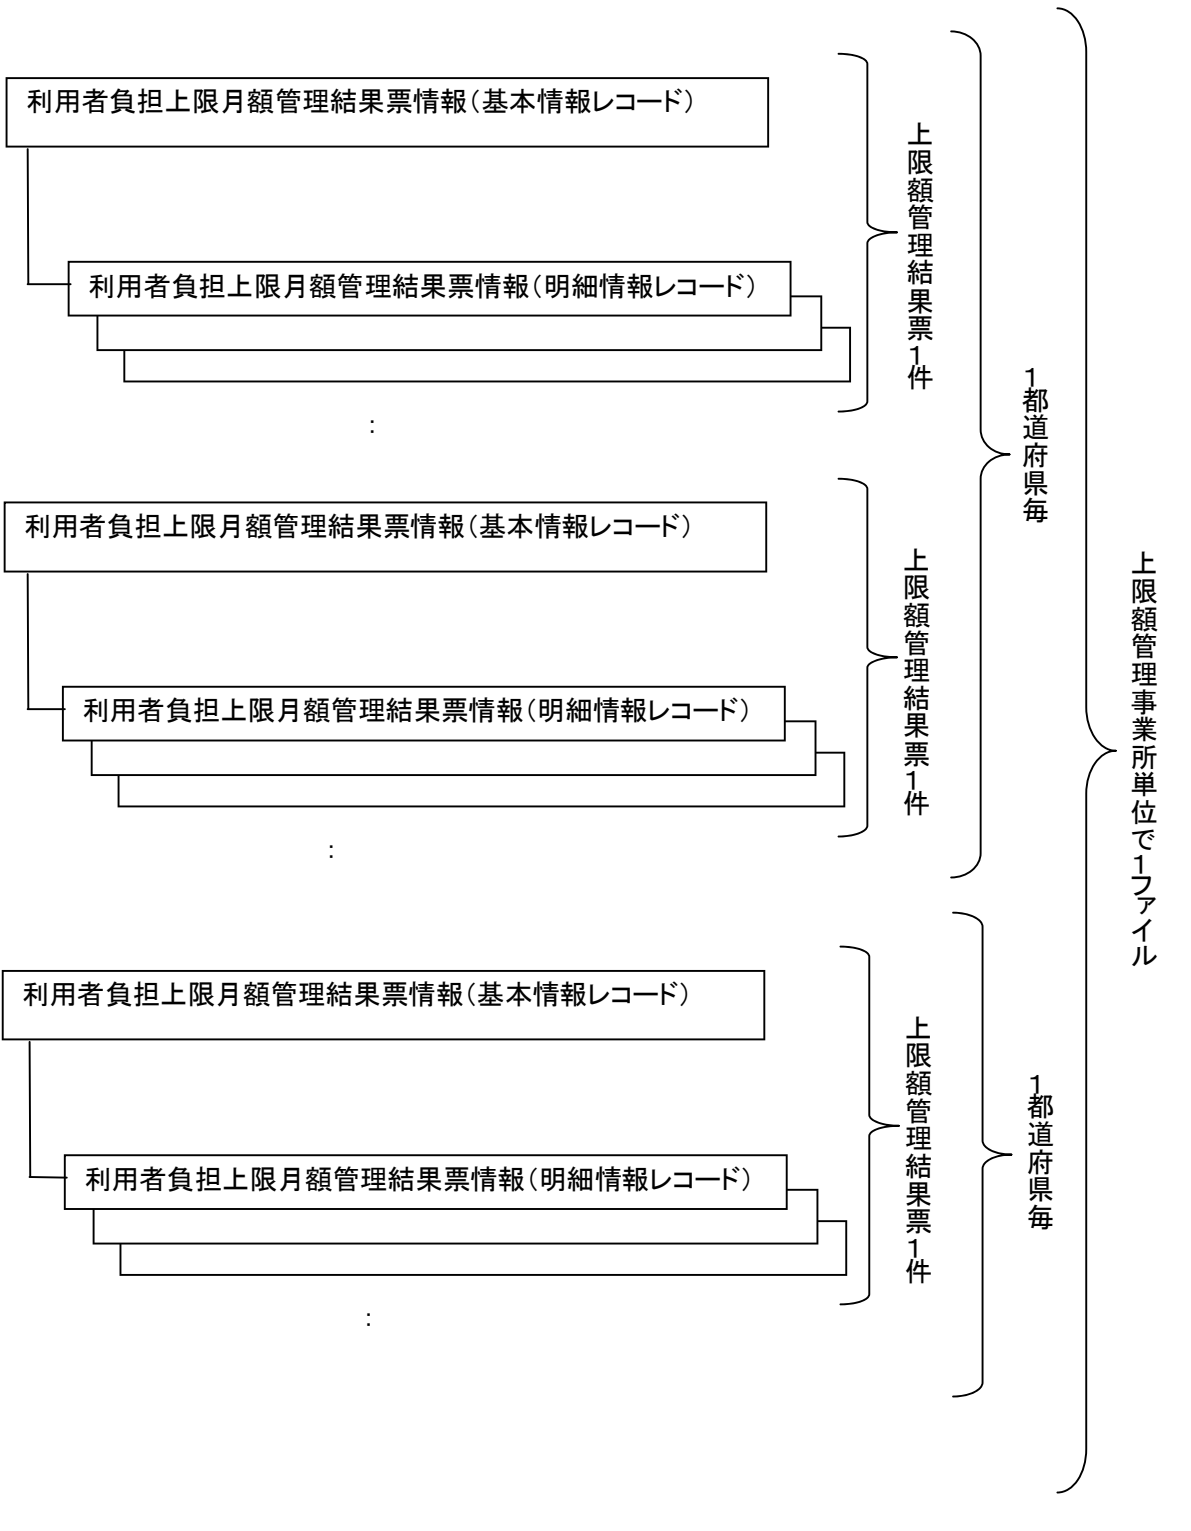 利用者負担上限月額管理結果票情報（基本情報レコード）
利用者負担上限月額管理結果票情報（明細情報レコード）
：
上限額管理結果票１件
利用者負担上限月額管理結果票情報（基本情報レコード）
利用者負担上限月額管理結果票情報（明細情報レコード）
：
上限額管理結果票１件
１都道府県毎
利用者負担上限月額管理結果票情報（基本情報レコード）
利用者負担上限月額管理結果票情報（明細情報レコード）
：
上限額管理結果票１件
１都道府県毎
上限額管理事業所単位で１ファイル